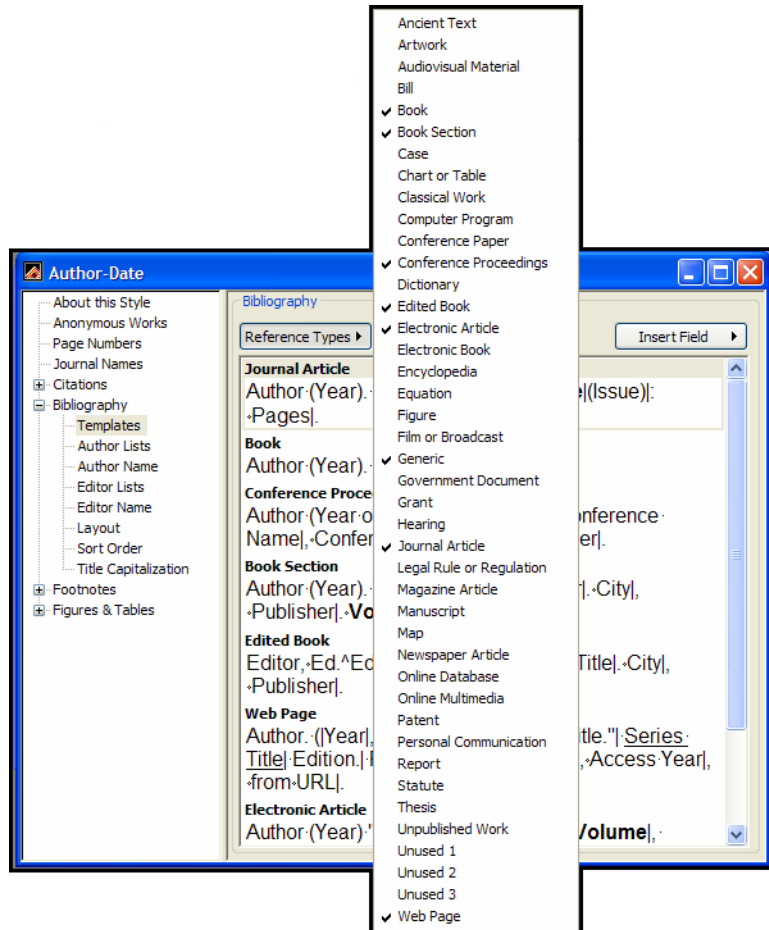 Ancient Text
Artwork
Audiovisual Material
Bill
Book
Book Section
Case
Chart or Table
Classical Work
Computer Program
Conference Paper
Conference Proceedings
Dictionary
Edited Book
Electronic Article
Electronic Book
Encyclopedia
Equation
Figure
Film or Broadcast
Generic
Government Document
Grant
Hearing
Journal Article
Legal Rule or Regulation
Magazine Article
Manuscript
Map
Newspaper Article
Online Database
Online Multimedia
Patent
Personal Communication
Report
Statute
Thesis
Unpublished Work
Unused 1
Unused 2
Unused 3
Web Page
Author-Date
About this Style
Anonymous Works
Page Numbers
Journal Names
Citations
Bibliography
Templates
Author Lists
Author Name
Editor Lists
Editor Name
Layout
Sort Order
Title Capitalization
Footnotes
Figures & Tables
Bibliography
Reference Types
Insert Field
Journal Article
Author·(Year).· |(Issue)|:
·Pages|.
Book
Author·(Year).·
Conference
Author·(Year· nference·
Name|,·
Book Section
Author·(Year).· |.·City|,
·Publisher|.·
Edited Book
Editor,·Ed.^ Title|.·City|,
·Publisher|.
Web Page
Author.·(|Year|, Series·
Title|·Edition.|· ,·Access·Year|,
·from·URL|.
Electronic Article
Author·(Year)·" Volume|,·